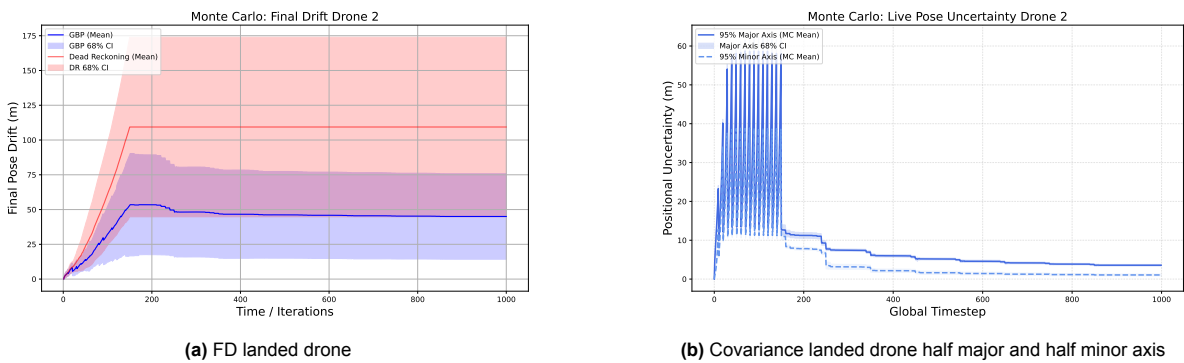 Monte Carlo: Final Drift Drone 2
GBP (Mean)
GBP 68% CI
Dead Reckoning (Mean)
DR 68% CI
175
150
125
100
75
50
25
0
Final Pose Drift (m)
0 200 400 600 800 1000
Time / Iterations
(a) FD landed drone
Monte Carlo: Live Pose Uncertainty Drone 2
95% Major Axis (MC Mean)
Major Axis 68% CI
95% Minor Axis (MC Mean)
60
50
40
30
20
10
0
Positional Uncertainty (m)
0 200 400 600 800 1000
Global Timestep
(b) Covariance landed drone half major and half minor axis